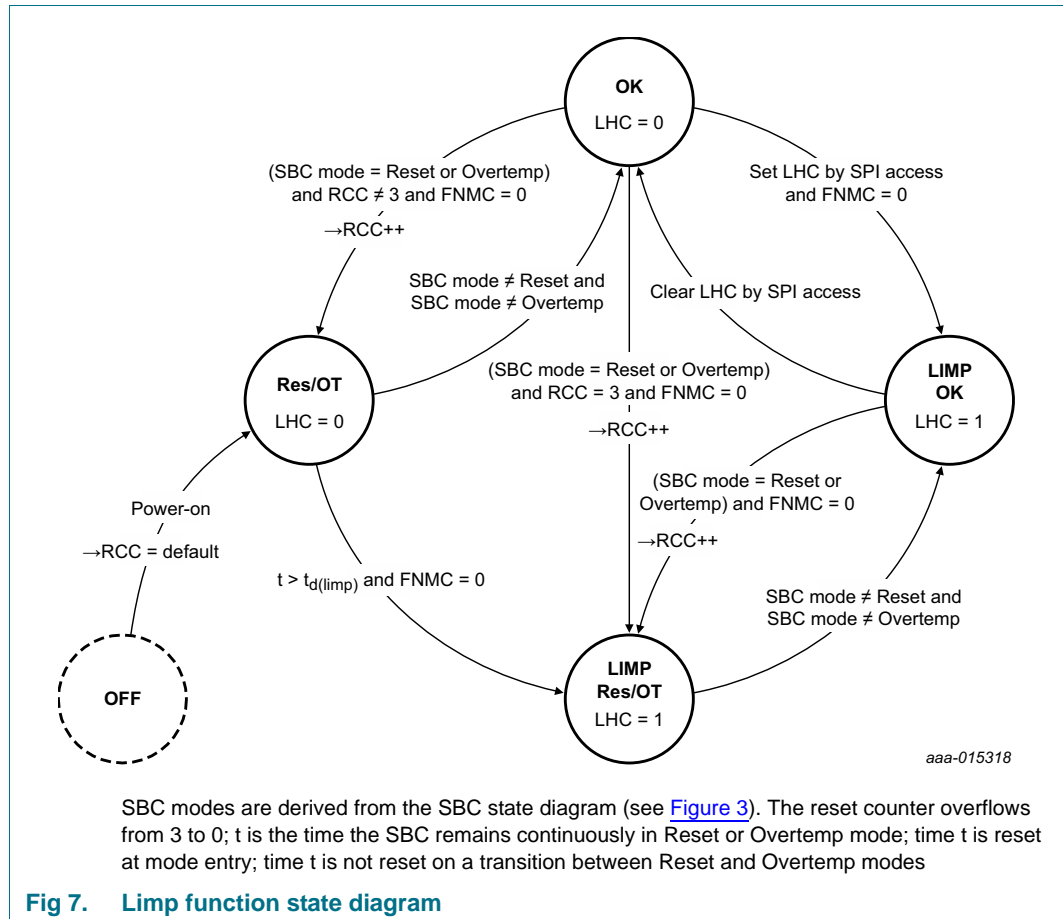 OK
LHC = 0
(SBC mode = Reset or Overtemp)
and RCC ≠ 3 and FNMC = 0
→RCC++
Set LHC by SPI access
and FNMC = 0
SBC mode ≠ Reset and
SBC mode ≠ Overtemp
Clear LHC by SPI access
Res/OT
LHC = 0
(SBC mode = Reset or Overtemp)
and RCC = 3 and FNMC = 0
→RCC++
LIMP
OK
LHC = 1
(SBC mode = Reset or
Overtemp) and FNMC = 0
→RCC++
Power-on
→RCC = default
t > td(limp) and FNMC = 0
SBC mode ≠ Reset and
SBC mode ≠ Overtemp
OFF
LIMP
Res/OT
LHC = 1
aaa-015318
SBC modes are derived from the SBC state diagram (see Figure 3). The reset counter overflows
from 3 to 0; t is the time the SBC remains continuously in Reset or Overtemp mode; time t is reset
at mode entry; time t is not reset on a transition between Reset and Overtemp modes
Fig 7. Limp function state diagram